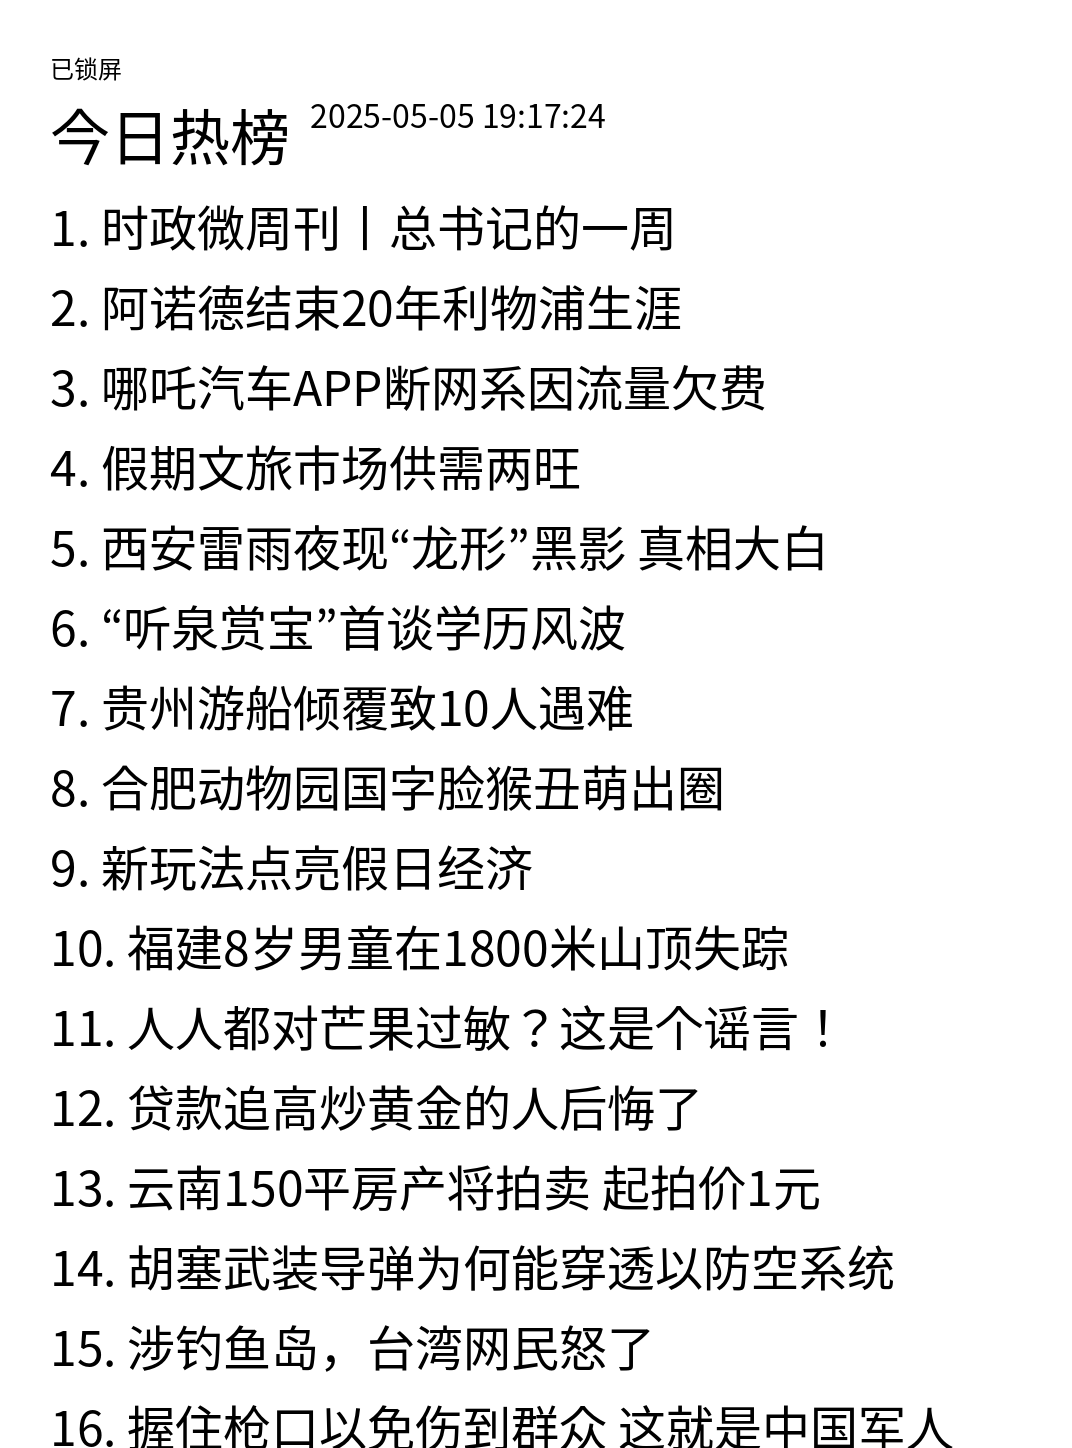 已锁屏
今日热榜 2025-05-05 19:17:24
1. 时政微周刊丨总书记的一周
2. 阿诺德结束20年利物浦生涯
3. 哪吒汽车APP断网系因流量欠费
4. 假期文旅市场供需两旺
5. 西安雷雨夜现“龙形”黑影 真相大白
6. “听泉赏宝”首谈学历风波
7. 贵州游船倾覆致10人遇难
8. 合肥动物园国字脸猴丑萌出圈
9. 新玩法点亮假日经济
10. 福建8岁男童在1800米山顶失踪
11. 人人都对芒果过敏？这是个谣言！
12. 贷款追高炒黄金的人后悔了
13. 云南150平房产将拍卖 起拍价1元
14. 胡塞武装导弹为何能穿透以防空系统
15. 涉钓鱼岛，台湾网民怒了
16. 握住枪口以免伤到群众 这就是中国军人